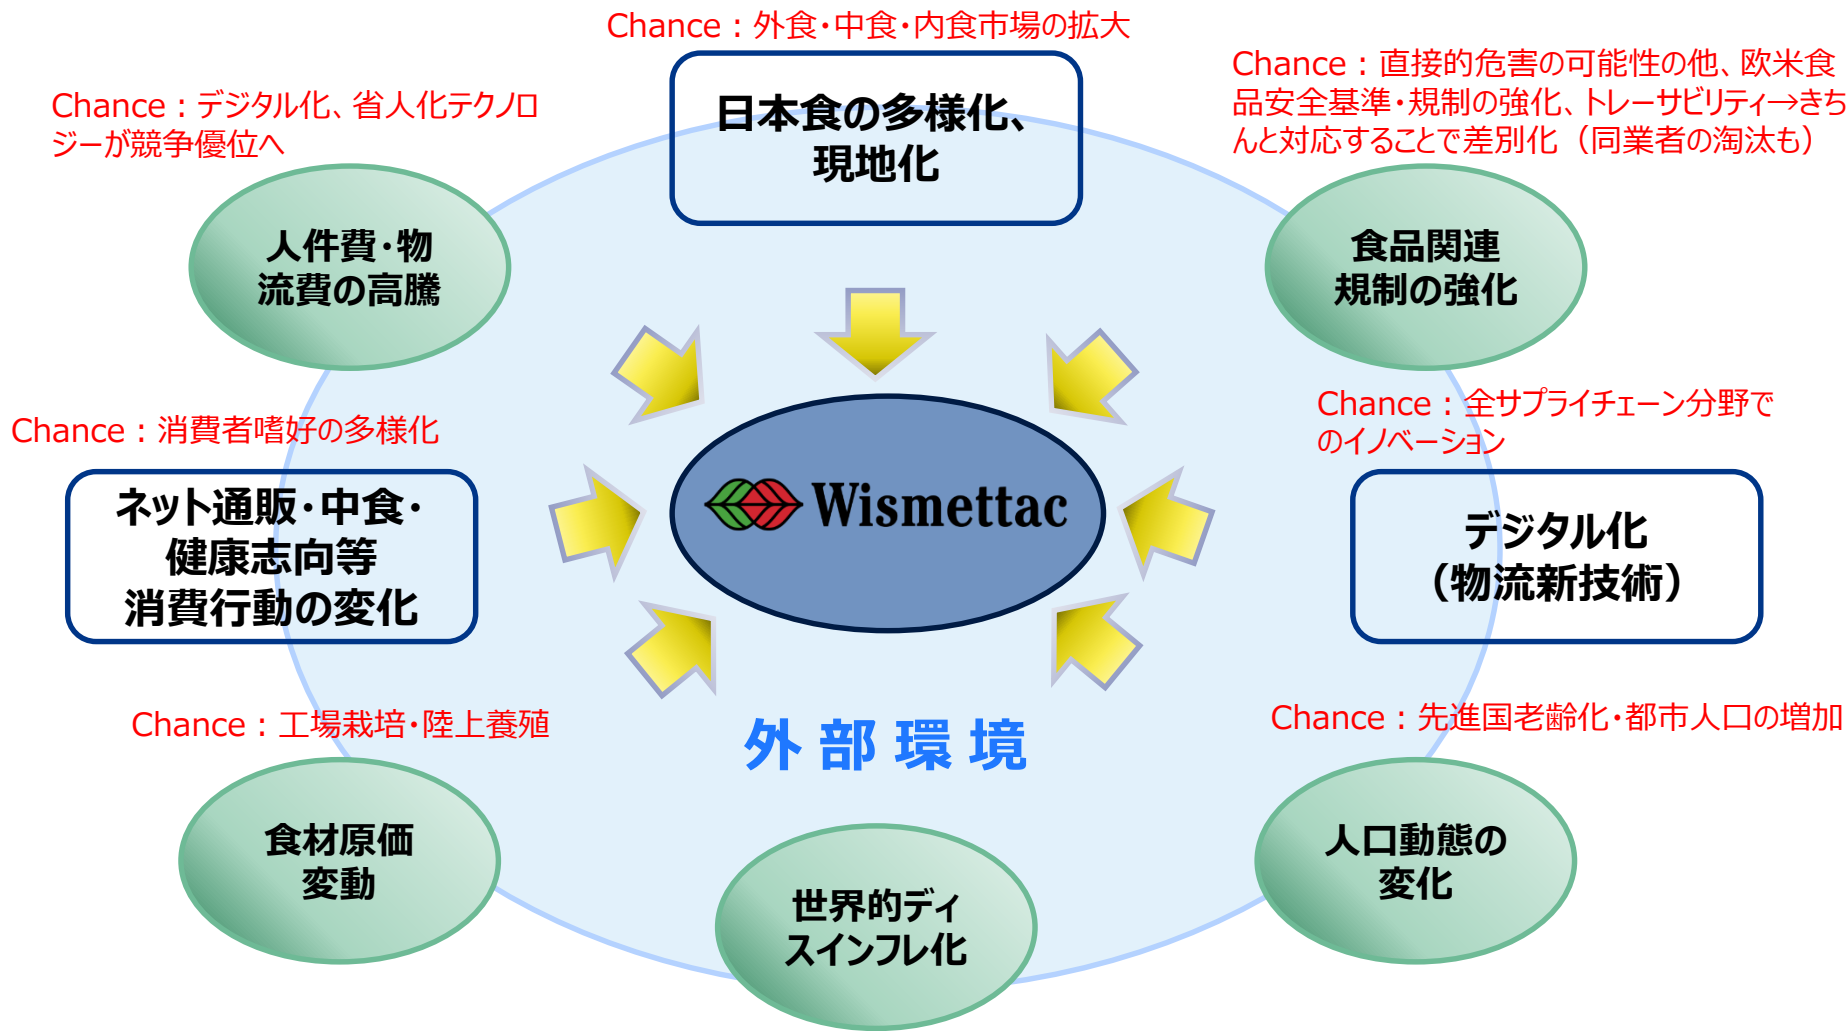 Chance：外食・中食・内食市場の拡大
日本食の多様化、
現地化
Chance：デジタル化、省人化テクノロ
ジーが競争優位へ
人件費・物
流費の高騰
Chance：直接的危害の可能性の他、欧米食
品安全基準・規制の強化、トレーサビリティ→きち
んと対応することで差別化（同業者の淘汰も）
食品関連
規制の強化
Chance：消費者嗜好の多様化
ネット通販・中食・
健康志向等
消費行動の変化
Wismettac
Chance：全サプライチェーン分野で
のイノベーション
デジタル化
（物流新技術）
外部環境
Chance：工場栽培・陸上養殖
食材原価
変動
世界的ディ
スインフレ化
Chance：先進国老齢化・都市人口の増加
人口動態の
変化